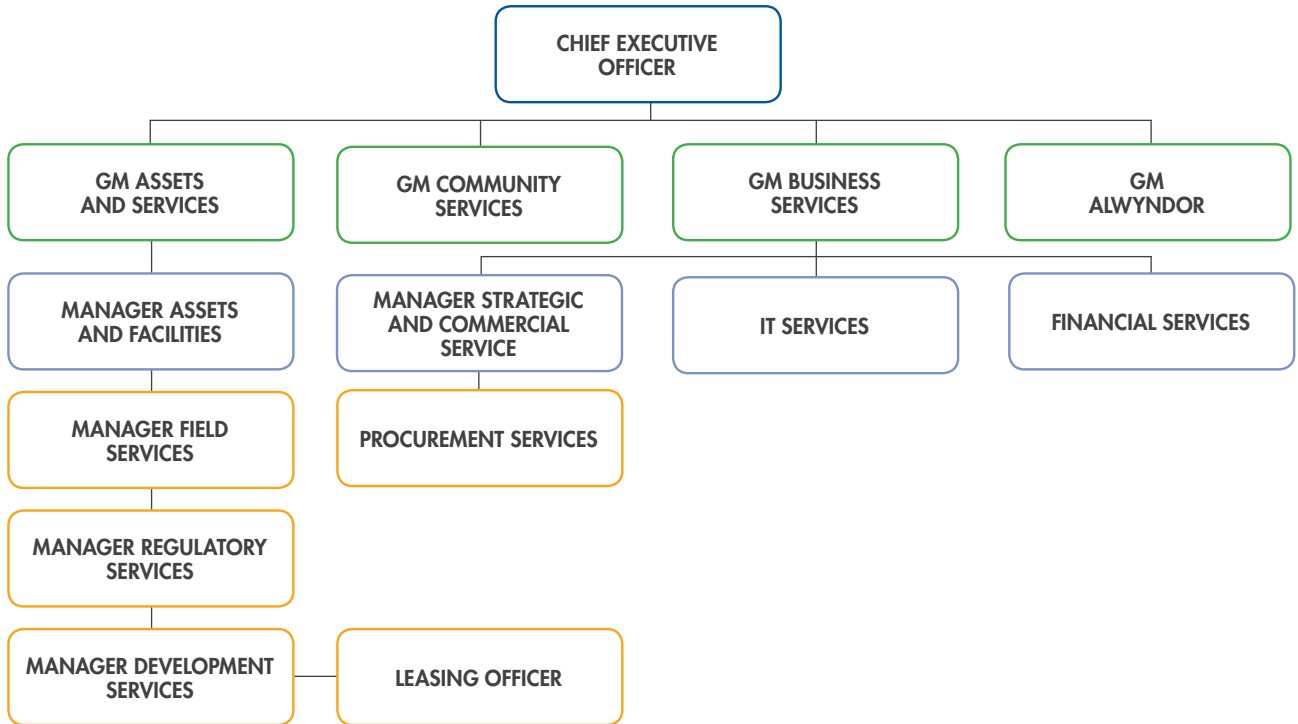 CHIEF EXECUTIVE
OFFICER
GM ASSETS
AND SERVICES
GM COMMUNITY
SERVICES
GM BUSINESS
SERVICES
GM
ALWYNDOR
MANAGER ASSETS
AND FACILITIES
MANAGER STRATEGIC
AND COMMERCIAL
SERVICE
IT SERVICES
FINANCIAL SERVICES
MANAGER FIELD
SERVICES
PROCUREMENT SERVICES
MANAGER REGULATORY
SERVICES
MANAGER DEVELOPMENT
SERVICES
LEASING OFFICER